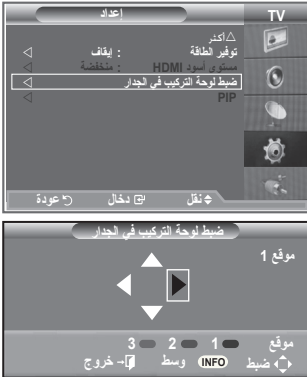 TV
إعداد
△أكثر
توفير الطاقة : إيقاف
مستوى أسود HDMI : منخفضة
ضبط لوحة التركيب في الجدار
PIP
نقل دخال عودة
ضبط لوحة التركيب في الجدار
موقع 1
موقع 1 2 3
ضبط INFO وسط خروج